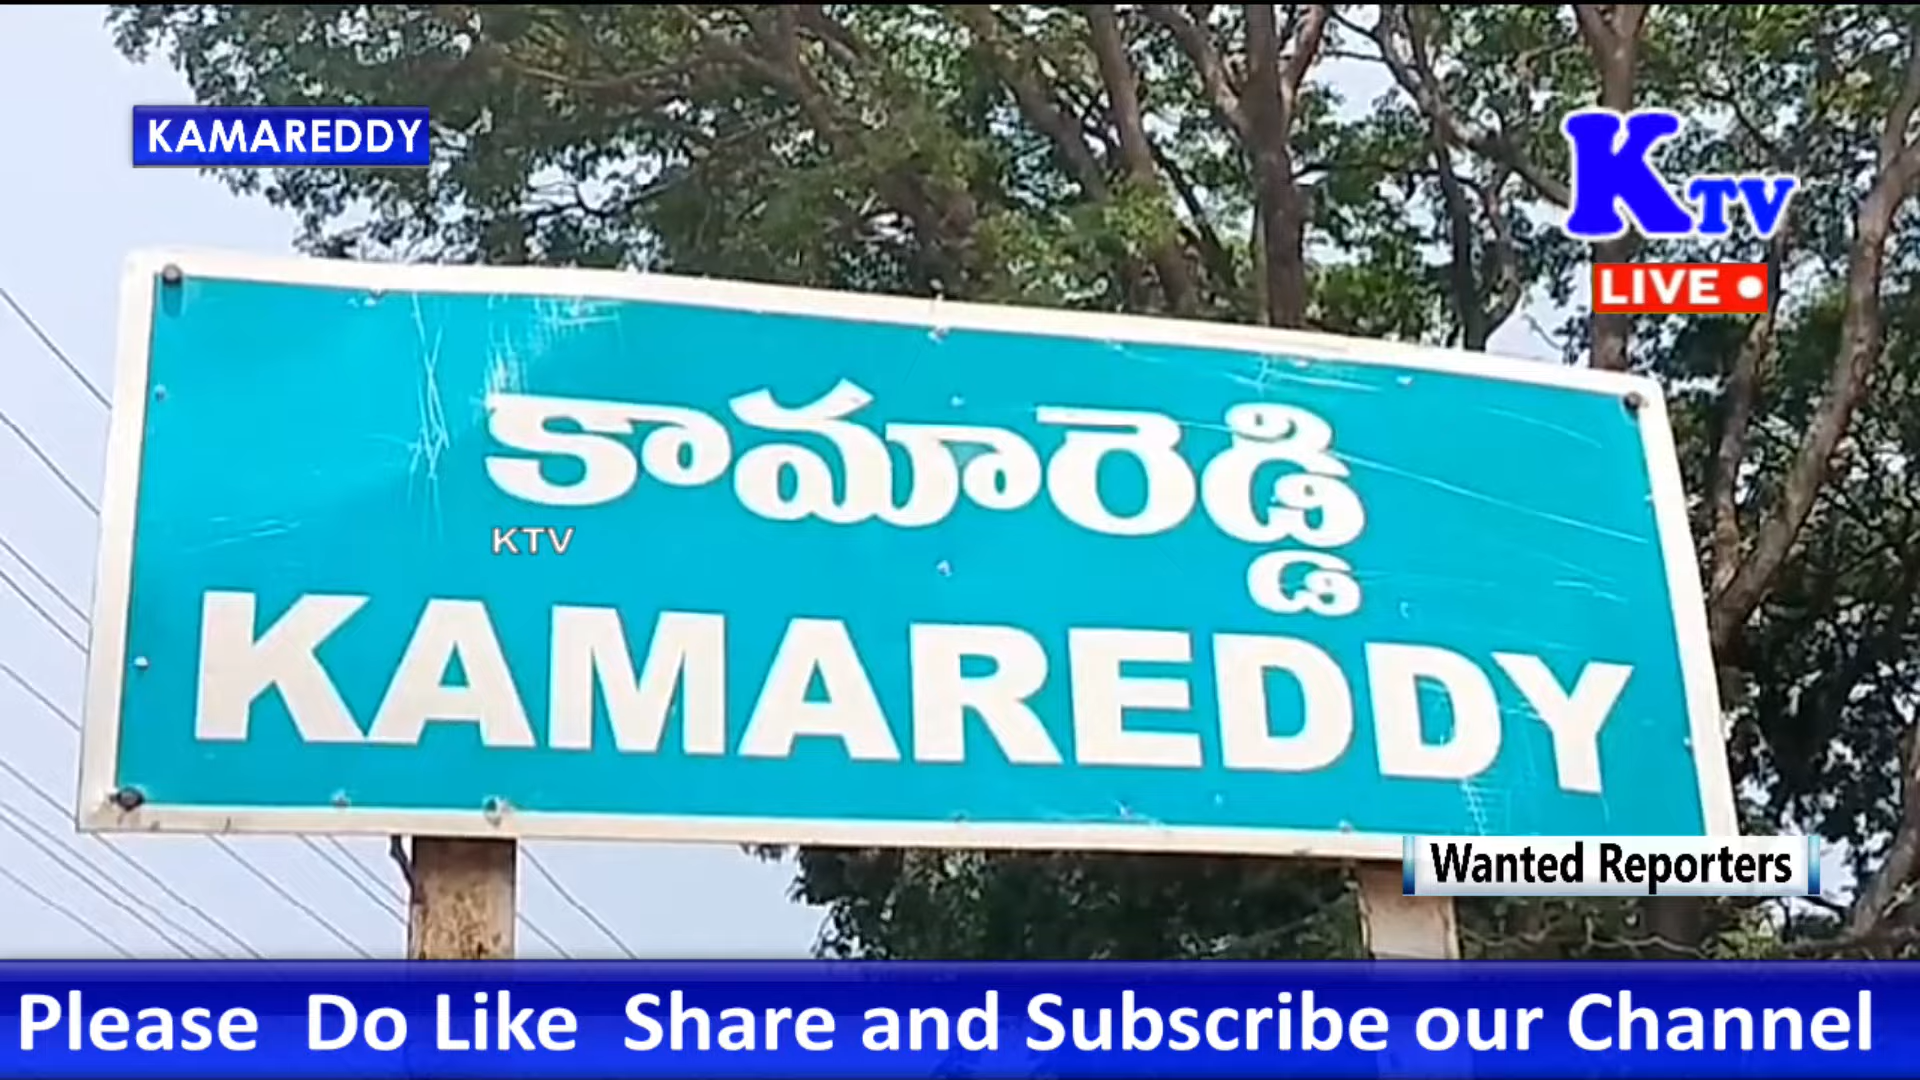 KAMAREDDY
KTV
LIVE
కామారెడ్డి
KTV
KAMAREDDY
Wanted Reporters
Please Do Like Share and Subscribe our Channel